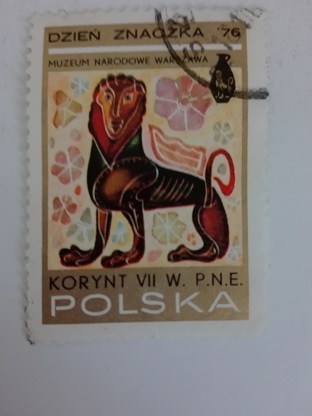 DZIEŃ ZNACZKA '76
MUZEUM NARODOWE WARSZAWA
KORYNT VII W. P.N.E.
POLSKA